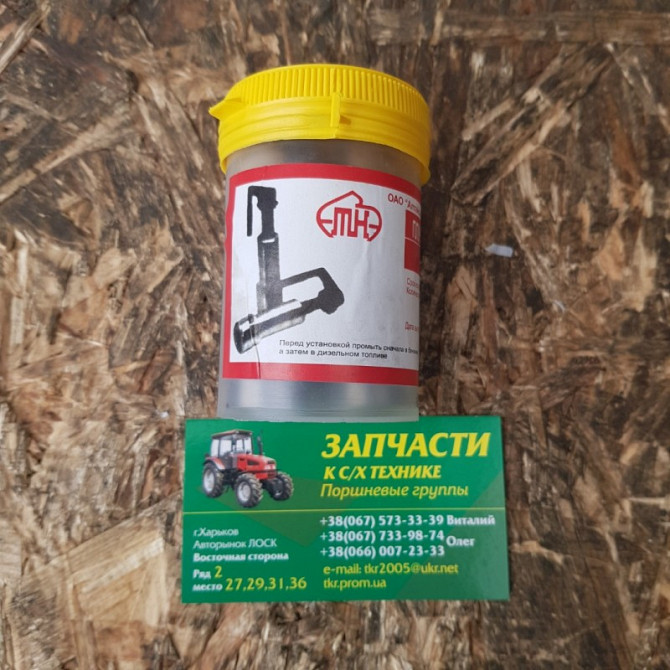 ТНА
ОАО
Перед установкой промыть сначала в
а затем в дизельном топливе
ЗАПЧАСТИ
К С/Х ТЕХНИКЕ
Поршневые группы
г.Харьков
Авторынок ЛОСК
Восточная сторона
Ряд 2
место 27,29,31,36
+38(067) 573-33-39 Виталий
+38(067) 733-98-74 Олег
+38(066) 007-23-33
e-mail: tkr2005@ukr.net
tkr.prom.ua